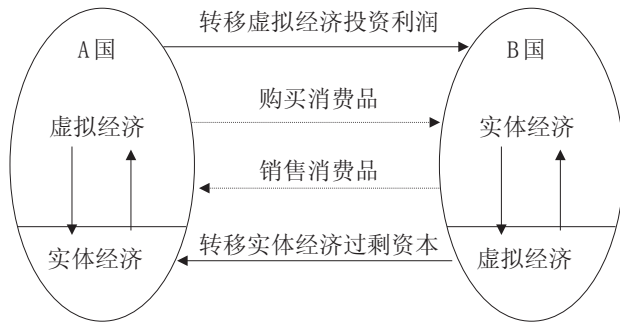 转移虚拟经济投资利润
A国
B国
购买消费品
虚拟经济
实体经济
销售消费品
转移实体经济过剩资本
实体经济
虚拟经济